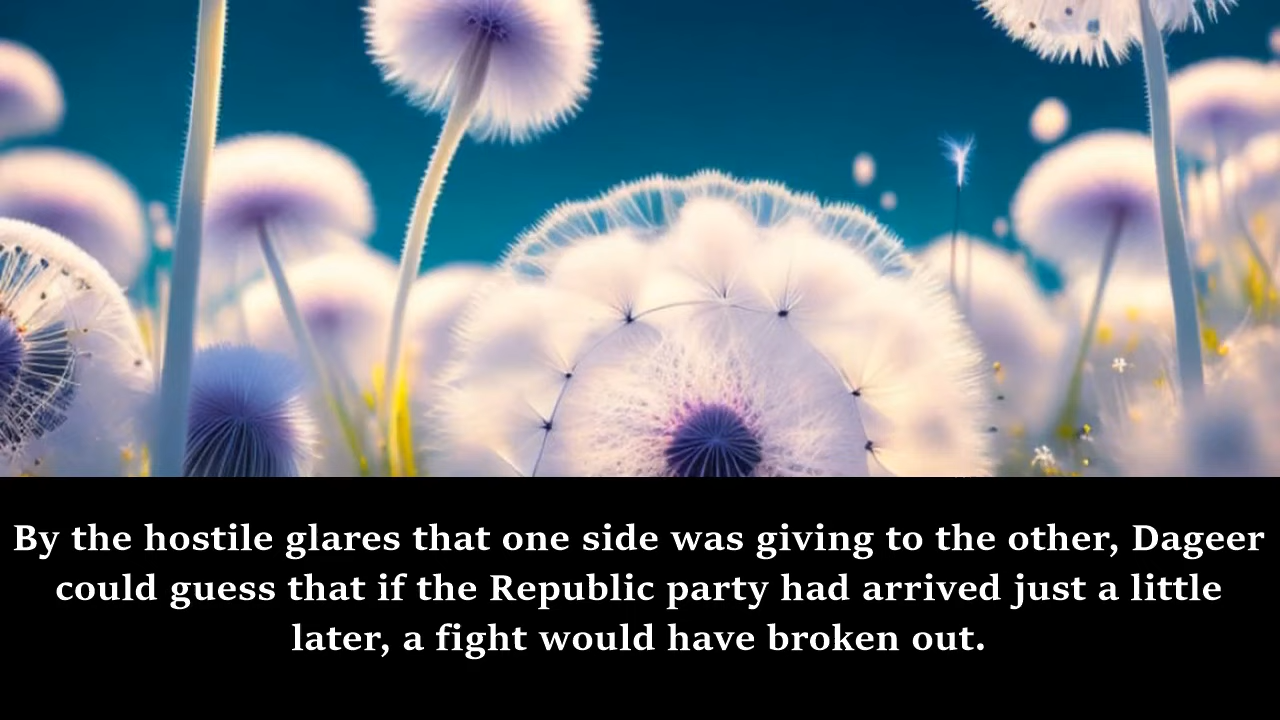 By the hostile glares that one side was giving to the other, Dageer
could guess that if the Republic party had arrived just a little
later, a fight would have broken out.